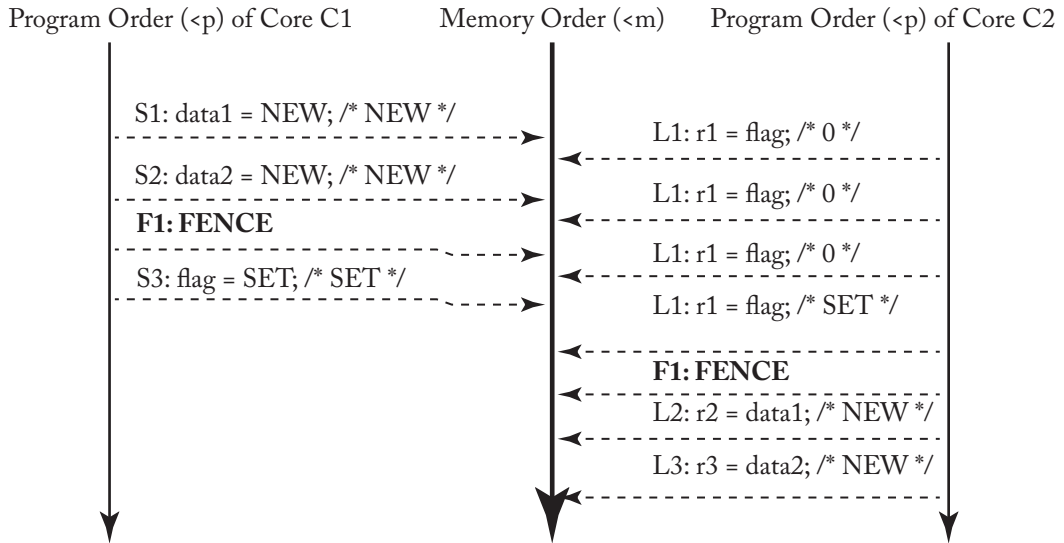 Program Order (<p) of Core C1
Memory Order (<m)
Program Order (<p) of Core C2
S1: data1 = NEW; /* NEW */
L1: r1 = flag; /* 0 */
S2: data2 = NEW; /* NEW */
L1: r1 = flag; /* 0 */
F1: FENCE
L1: r1 = flag; /* 0 */
S3: flag = SET; /* SET */
L1: r1 = flag; /* SET */
F1: FENCE
L2: r2 = data1; /* NEW */
L3: r3 = data2; /* NEW */